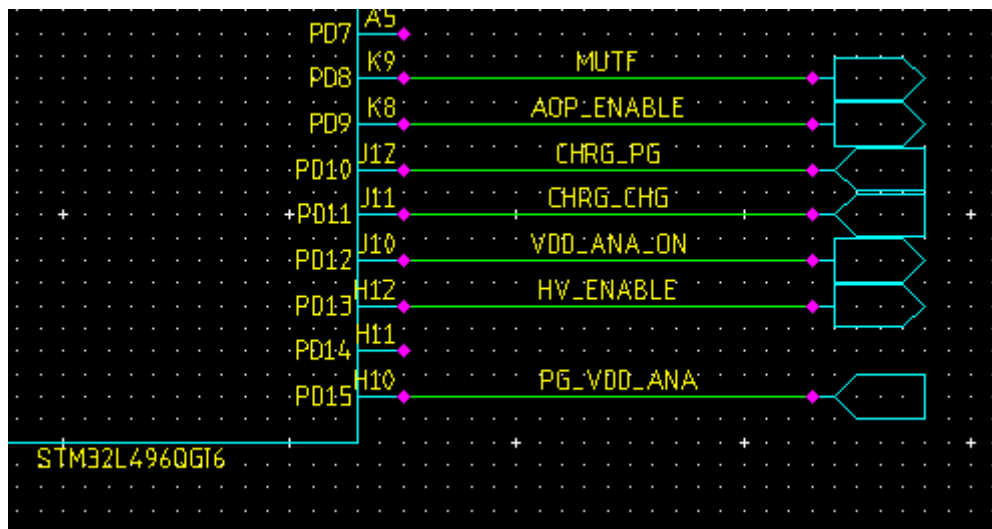 PD7 A5
PD8 K9 MUTF
PD9 K8 AOP_ENABLE
PD10 J12 CHRG_PG
PD11 J11 CHRG_CHG
PD12 J10 VDD_ANA_ON
PD13 H12 HV_ENABLE
PD14 H11
PD15 H10 PG_VDD_ANA
STM32L496QGI6